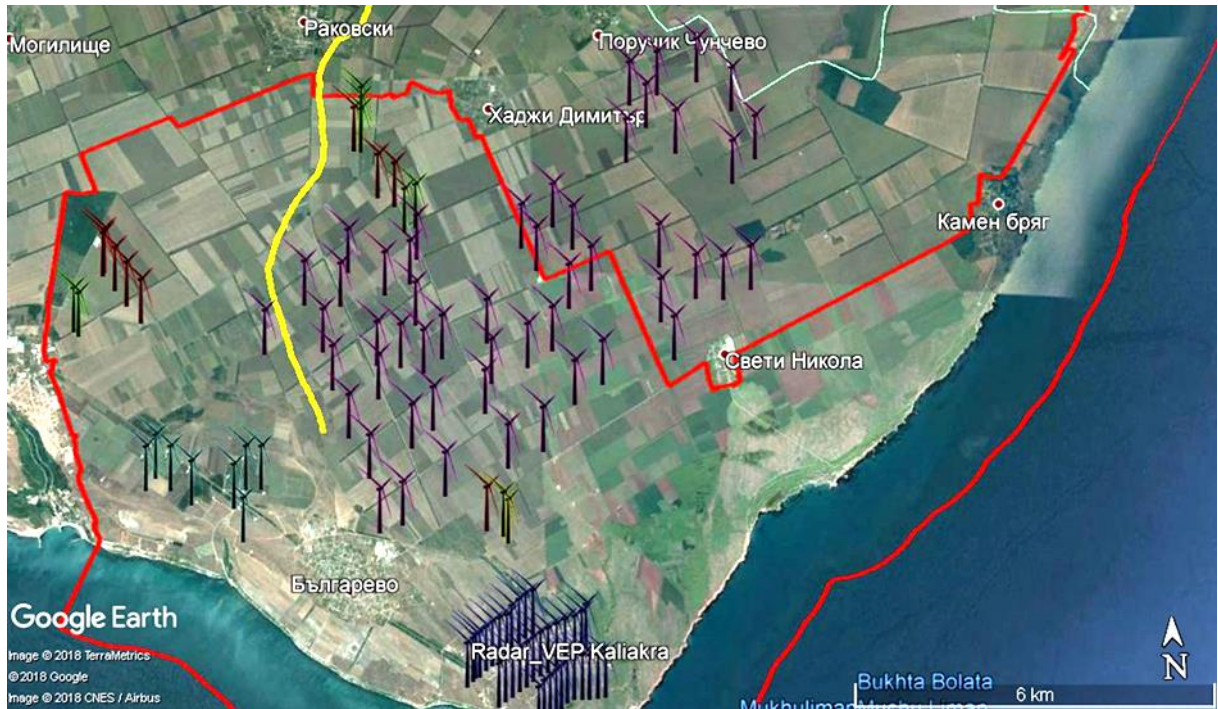 Раковски
Могилище
Поручик Чунчево
Хаджи Димитър
Камен бряг
Свети Никола
Българево
Google Earth
Radar_VEP Kaliakra
Image © 2018 TerraMetrics
© 2018 Google
Image © 2018 CNES / Airbus
N
Bukhta Bolata
6 km